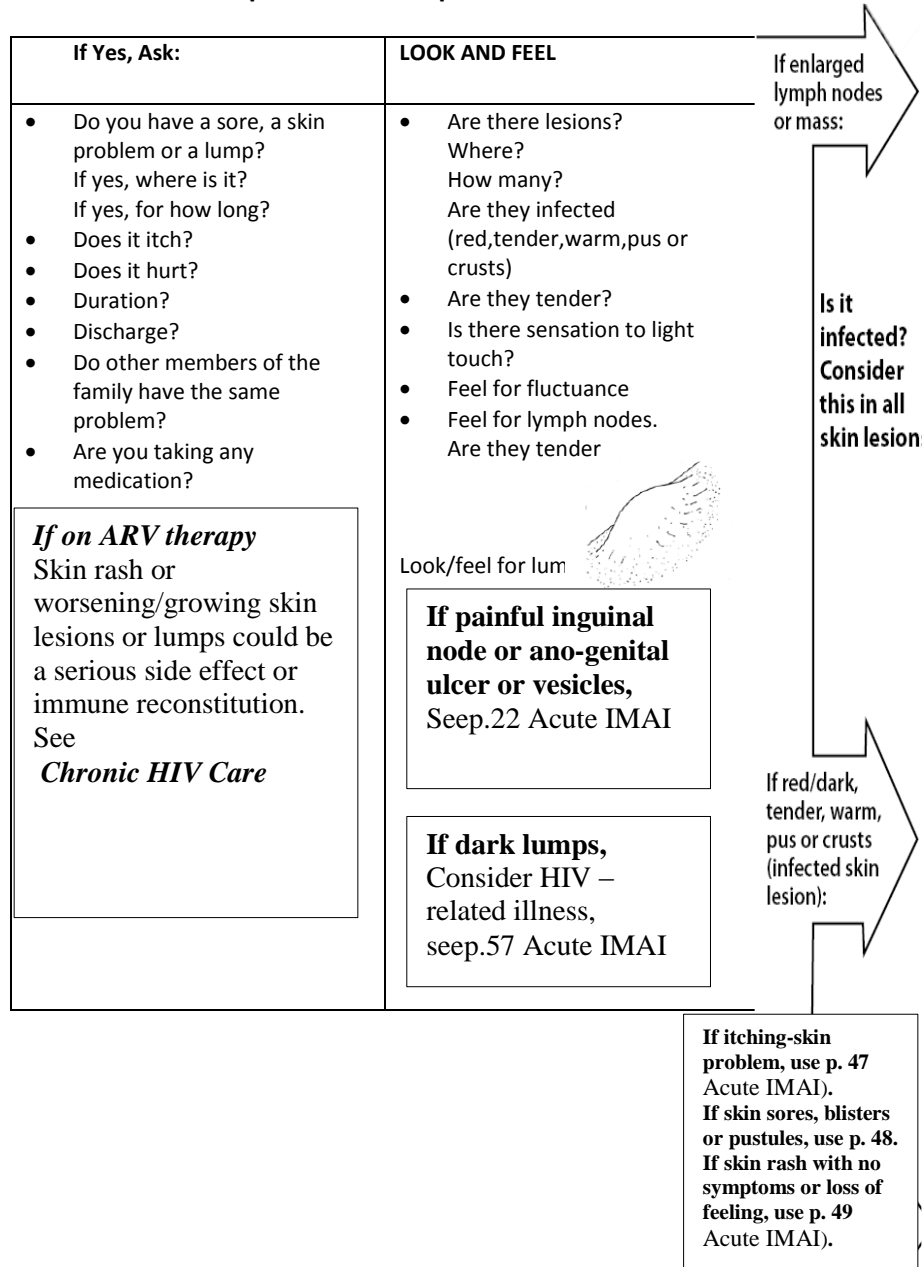 If Yes, Ask:
• Do you have a sore, a skin
problem or a lump?
If yes, where is it?
If yes, for how long?
• Does it itch?
• Does it hurt?
• Duration?
• Discharge?
• Do other members of the
family have the same
problem?
• Are you taking any
medication?
If on ARV therapy
Skin rash or
worsening/growing skin
lesions or lumps could be
a serious side effect or
immune reconstitution.
See
Chronic HIV Care
LOOK AND FEEL
• Are there lesions?
Where?
How many?
Are they infected
(red,tender,warm,pus or
crusts)
• Are they tender?
• Is there sensation to light
touch?
• Feel for fluctuance
• Feel for lymph nodes.
Are they tender
Look/feel for lum
If painful inguinal
node or ano-genital
ulcer or vesicles,
Seep.22 Acute IMAI
If dark lumps,
Consider HIV –
related illness,
seep.57 Acute IMAI
If enlarged
lymph nodes
or mass:
Is it
infected?
Consider
this in all
skin lesion
If red/dark,
tender, warm,
pus or crusts
(infected skin
lesion):
If itching-skin
problem, use p. 47
Acute IMAI).
If skin sores, blisters
or pustules, use p. 48.
If skin rash with no
symptoms or loss of
feeling, use p. 49
Acute IMAI).